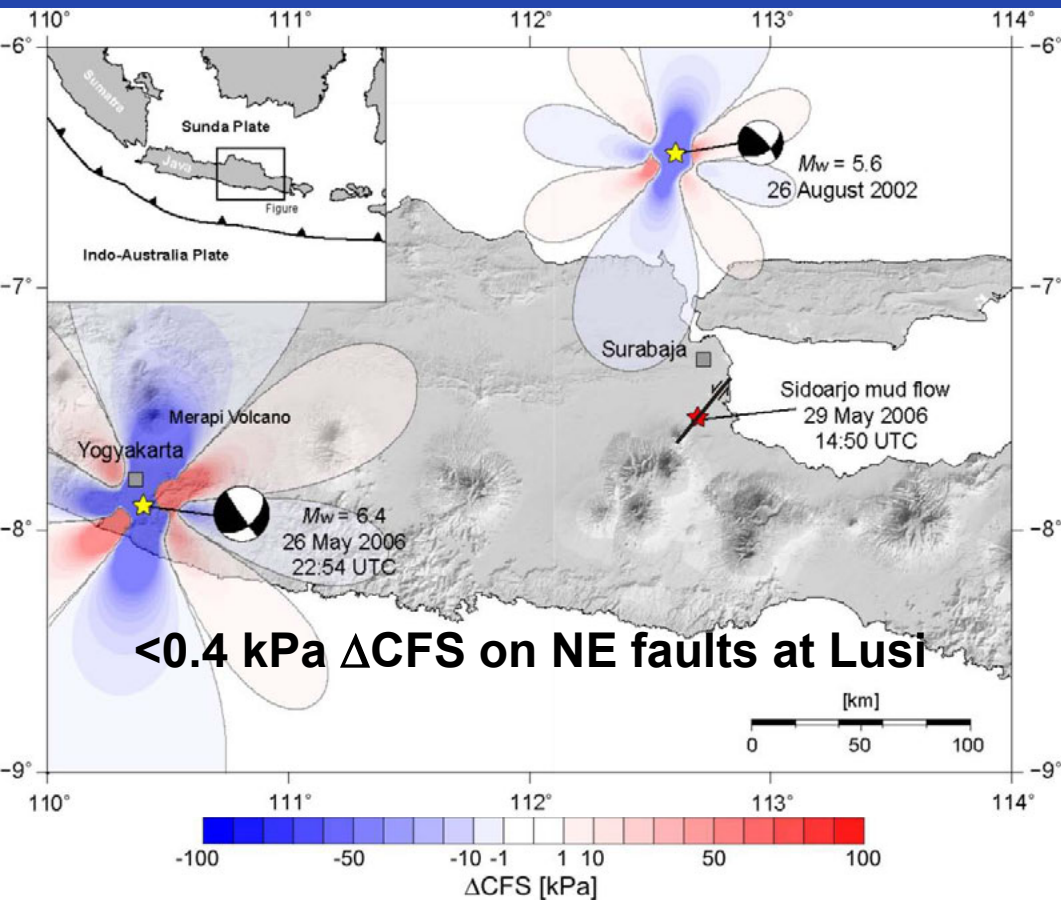 110°
111°
112°
113°
114°
−6°
−6°
Sumatra
Sunda Plate
Java
Figure
Indo-Australia Plate
Mw = 5.6
26 August 2002
−7°
−7°
Surabaja
Sidoarjo mud flow
29 May 2006
14:50 UTC
Merapi Volcano
Yogyakarta
−8°
−8°
Mw = 6.4
26 May 2006
22:54 UTC
<0.4 kPa ΔCFS on NE faults at Lusi
[km]
0
50
100
−9°
−9°
110°
111°
112°
113°
114°
-100
-50
-10
-1
1
10
50
100
ΔCFS [kPa]